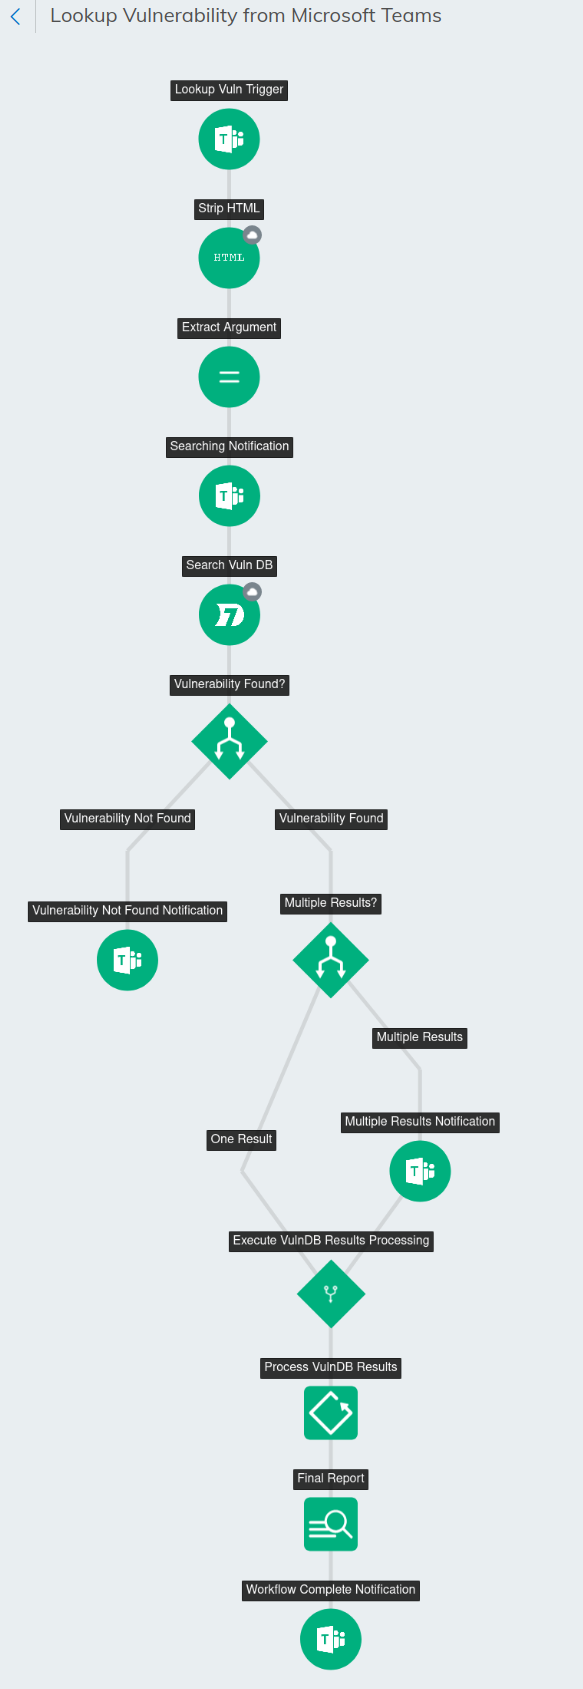 Lookup Vulnerability from Microsoft Teams
Lookup Vuln Trigger
T
Strip HTML
HTML
Extract Argument
Searching Notification
T
Search Vuln DB
Vulnerability Found?
Vulnerability Not Found
Vulnerability Found
Vulnerability Not Found Notification
T
Multiple Results?
Multiple Results
One Result
Multiple Results Notification
T
Execute VulnDB Results Processing
Process VulnDB Results
Final Report
Workflow Complete Notification
T